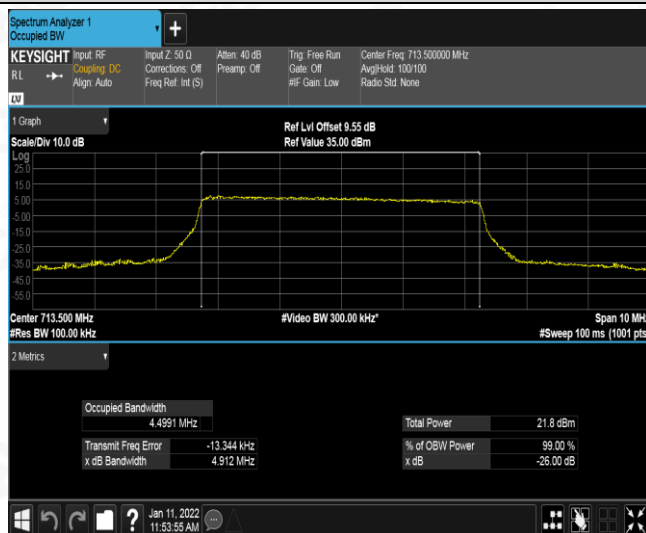 Spectrum Analyzer 1
Occupied BW
KEYSIGHT Input: RF Input Z: 50 Ω Atten: 40 dB Trig: Free Run Center Freq: 713.500000 MHz
RL Coupling: DC Corrections: Off Preamp: Off Gate: Off Avg|Hold: 100/100
Align: Auto Freq Ref: Int (S) #IF Gain: Low Radio Std: None
LXI
1 Graph Ref Lvl Offset 9.55 dB
Scale/Div 10.0 dB Ref Value 35.00 dBm
Log
25.0
15.0
5.00
-5.00
-15.0
-25.0
-35.0
-45.0
-55.0
Center 713.500 MHz #Video BW 300.00 kHz* Span 10 MHz
#Res BW 100.00 kHz #Sweep 100 ms (1001 pts
2 Metrics
Occupied Bandwidth
4.4991 MHz Total Power 21.8 dBm
Transmit Freq Error -13.344 kHz % of OBW Power 99.00 %
x dB Bandwidth 4.912 MHz x dB -26.00 dB
? Jan 11, 2022
11:53:55 AM